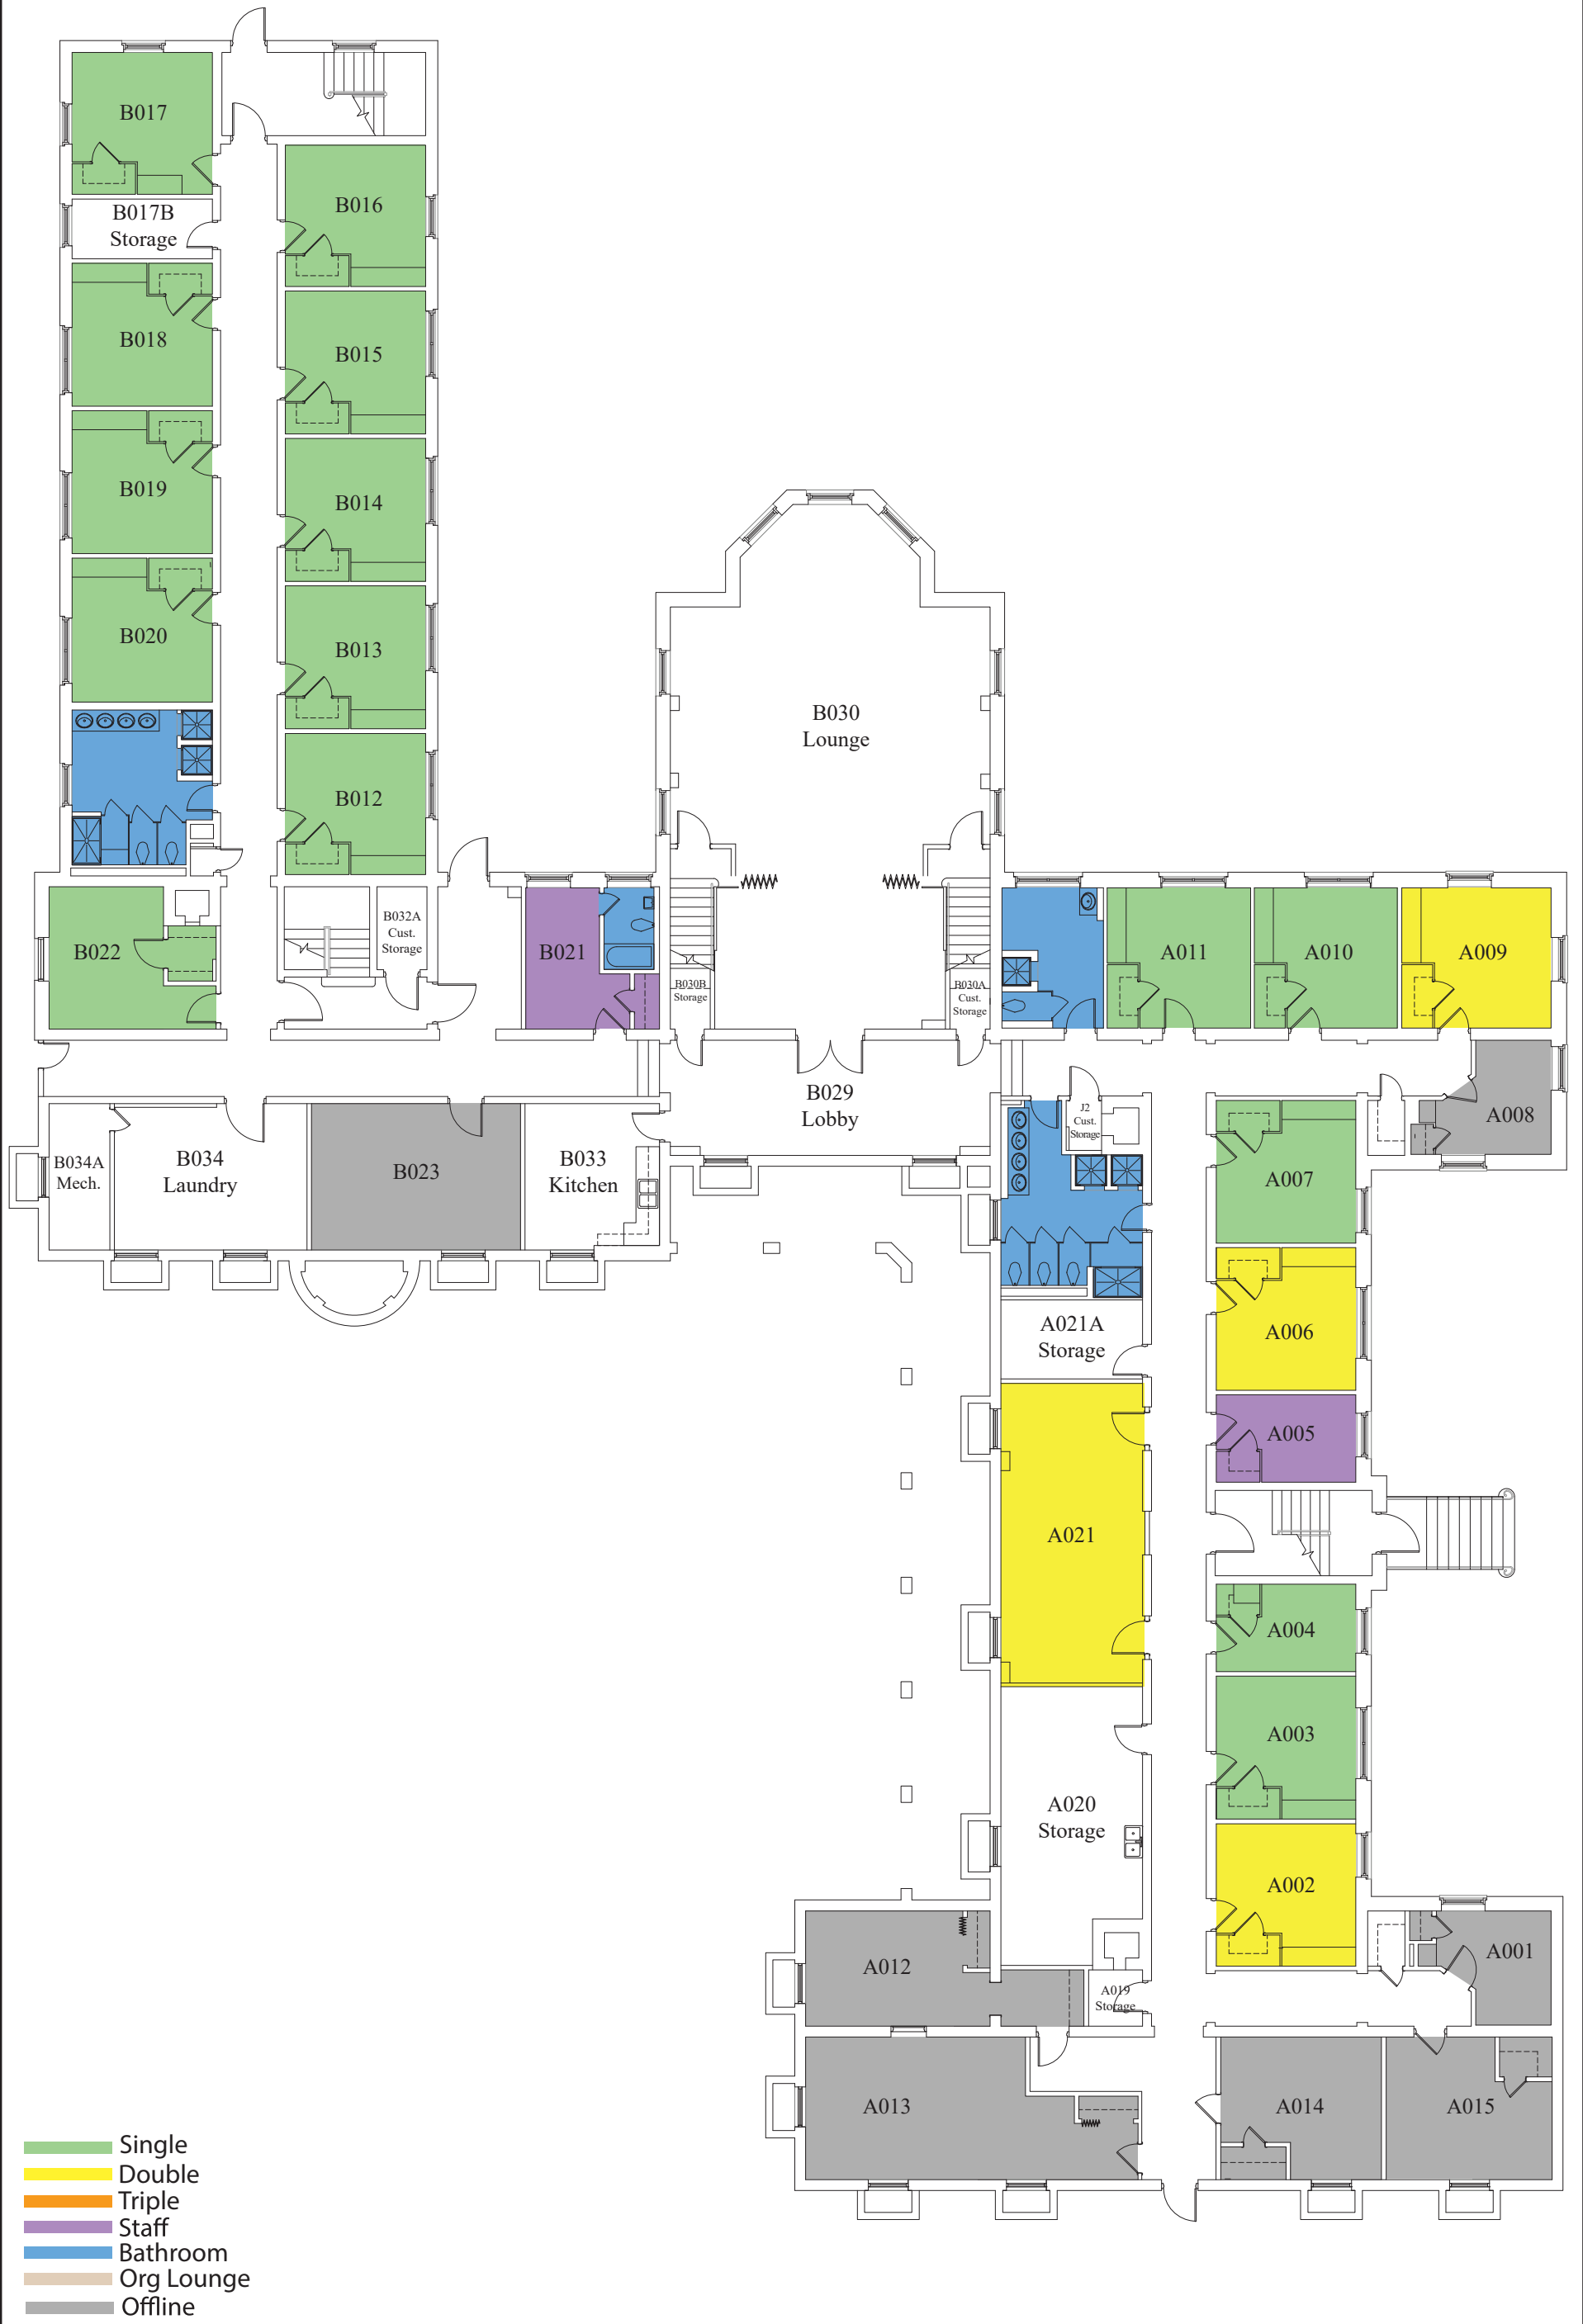 B017
B017B
Storage
B016
B018
B015
B019
B014
B020
B013
B012
B030
Lounge
B022
B032A
Cust.
Storage
B021
B030B
Storage
B030A
Cust.
Storage
A011
A010
A009
B029
Lobby
J2
Cust.
Storage
A008
B034A
Mech.
B034
Laundry
B023
B033
Kitchen
A007
A021A
Storage
A006
A005
A021
A004
A003
A020
Storage
A002
A012
A019
Storage
A001
A013
A014
A015
Single
Double
Triple
Staff
Bathroom
Org Lounge
Offline